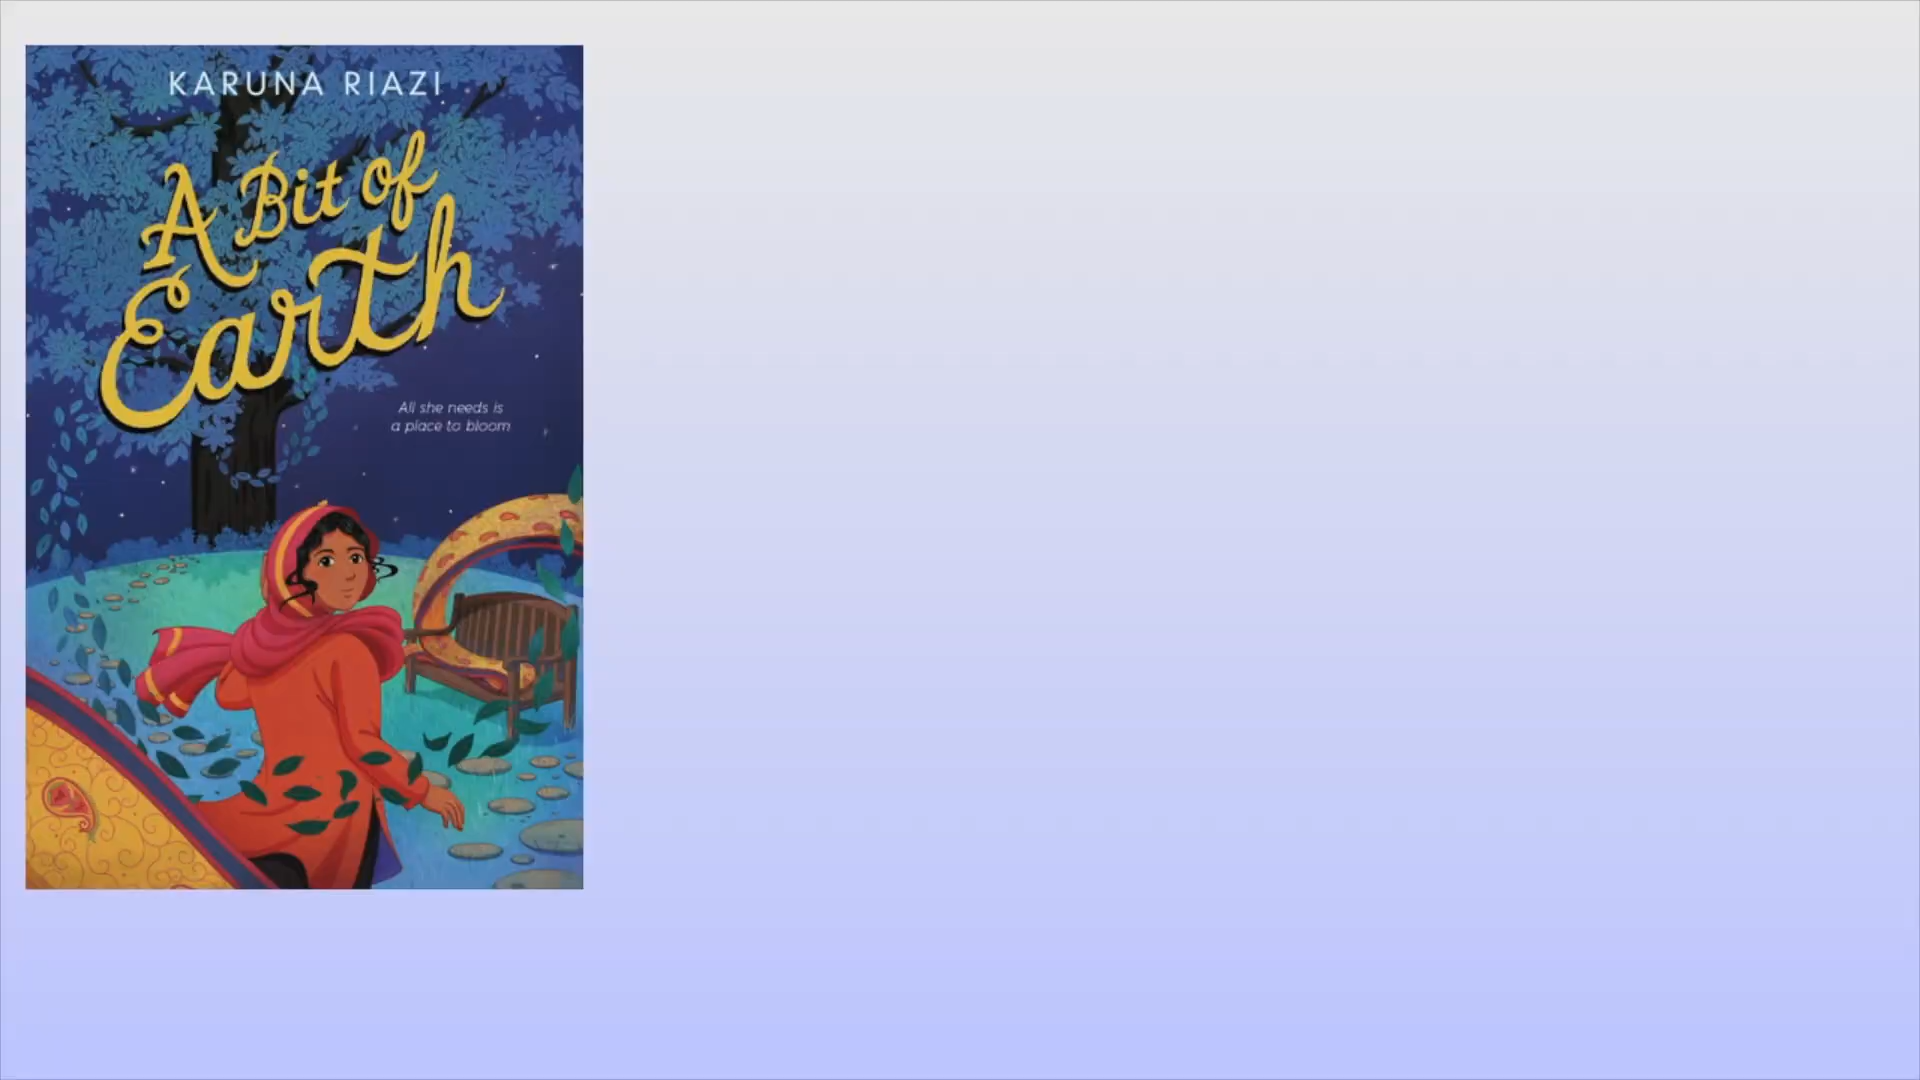 KARUNA RIAZI
A Bit of
Earth
All she needs is
a place to bloom